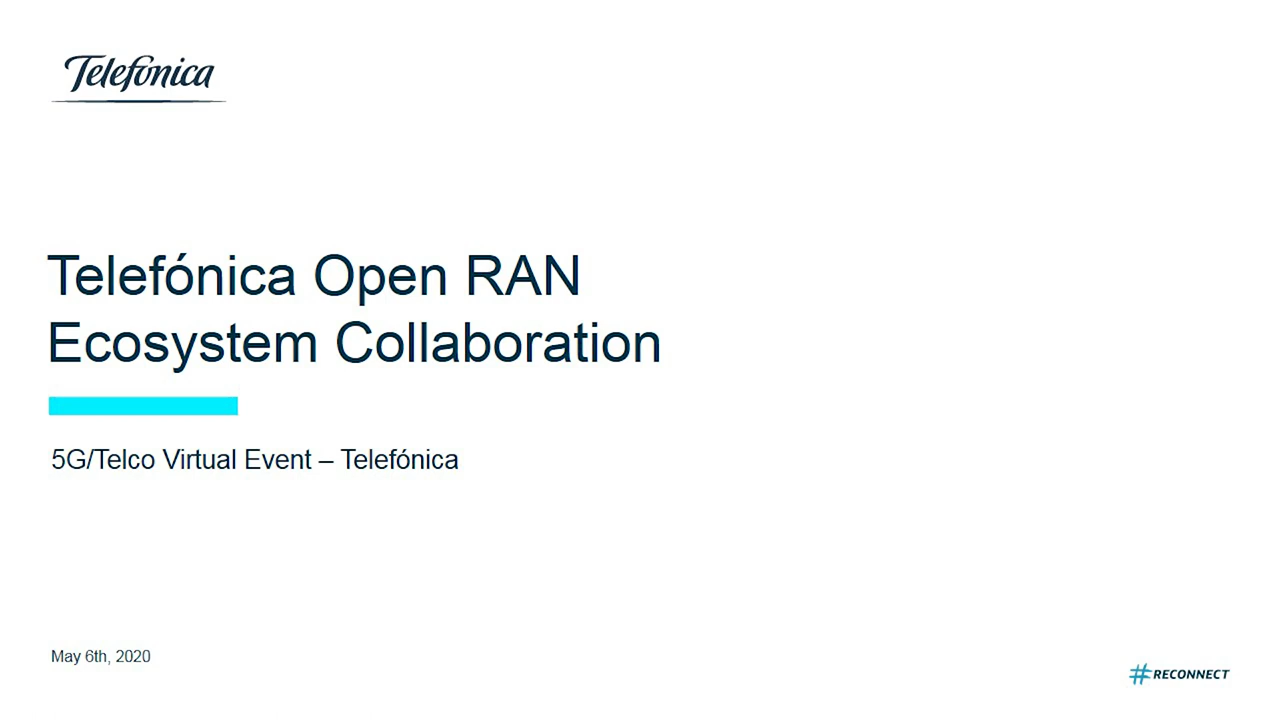 Telefónica
Telefónica Open RAN
Ecosystem Collaboration
5G/Telco Virtual Event – Telefónica
May 6th, 2020
#RECONNECT